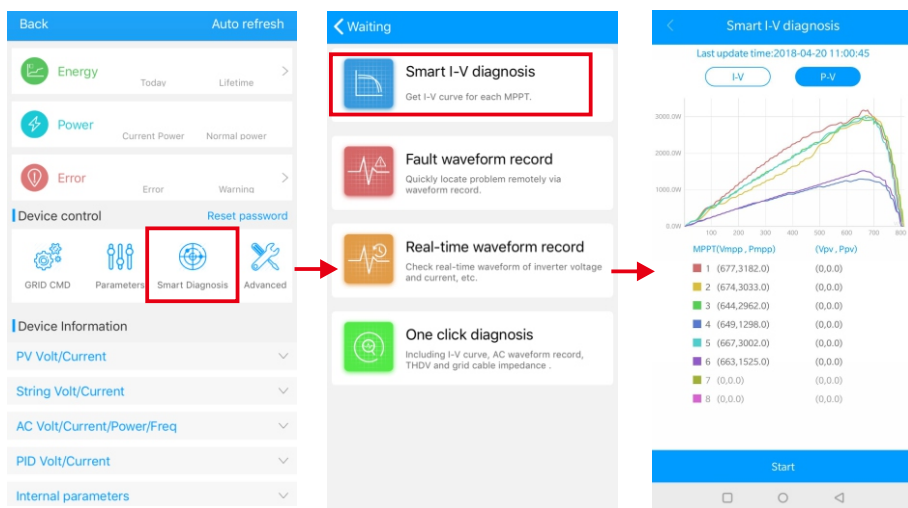 Back Auto refresh
Energy
Today Lifetime
Power
Current Power Normal power
Error
Error Warning
Device control Reset password
GRID CMD Parameters Smart Diagnosis Advanced
Device Information
PV Volt/Current
String Volt/Current
AC Volt/Current/Power/Freq
PID Volt/Current
Internal parameters
Waiting
Smart I-V diagnosis
Get I-V curve for each MPPT.
Fault waveform record
Quickly locate problem remotely via
waveform record.
Real-time waveform record
Check real-time waveform of inverter voltage
and current, etc.
One click diagnosis
Including I-V curve, AC waveform record,
THDV and grid cable impedance .
Smart I-V diagnosis
Last update time:2018-04-20 11:00:45
I-V P-V
3000.0W
2000.0W
1000.0W
0.0W
100 200 300 400 500 600 700 800
MPPT(Vmpp , Pmpp) (Vpv , Ppv)
1 (677,3182.0) (0,0.0)
2 (674,3033.0) (0,0.0)
3 (644,2962.0) (0,0.0)
4 (649,1298.0) (0,0.0)
5 (667,3002.0) (0,0.0)
6 (663,1525.0) (0,0.0)
7 (0,0.0) (0,0.0)
8 (0,0.0) (0,0.0)
Start